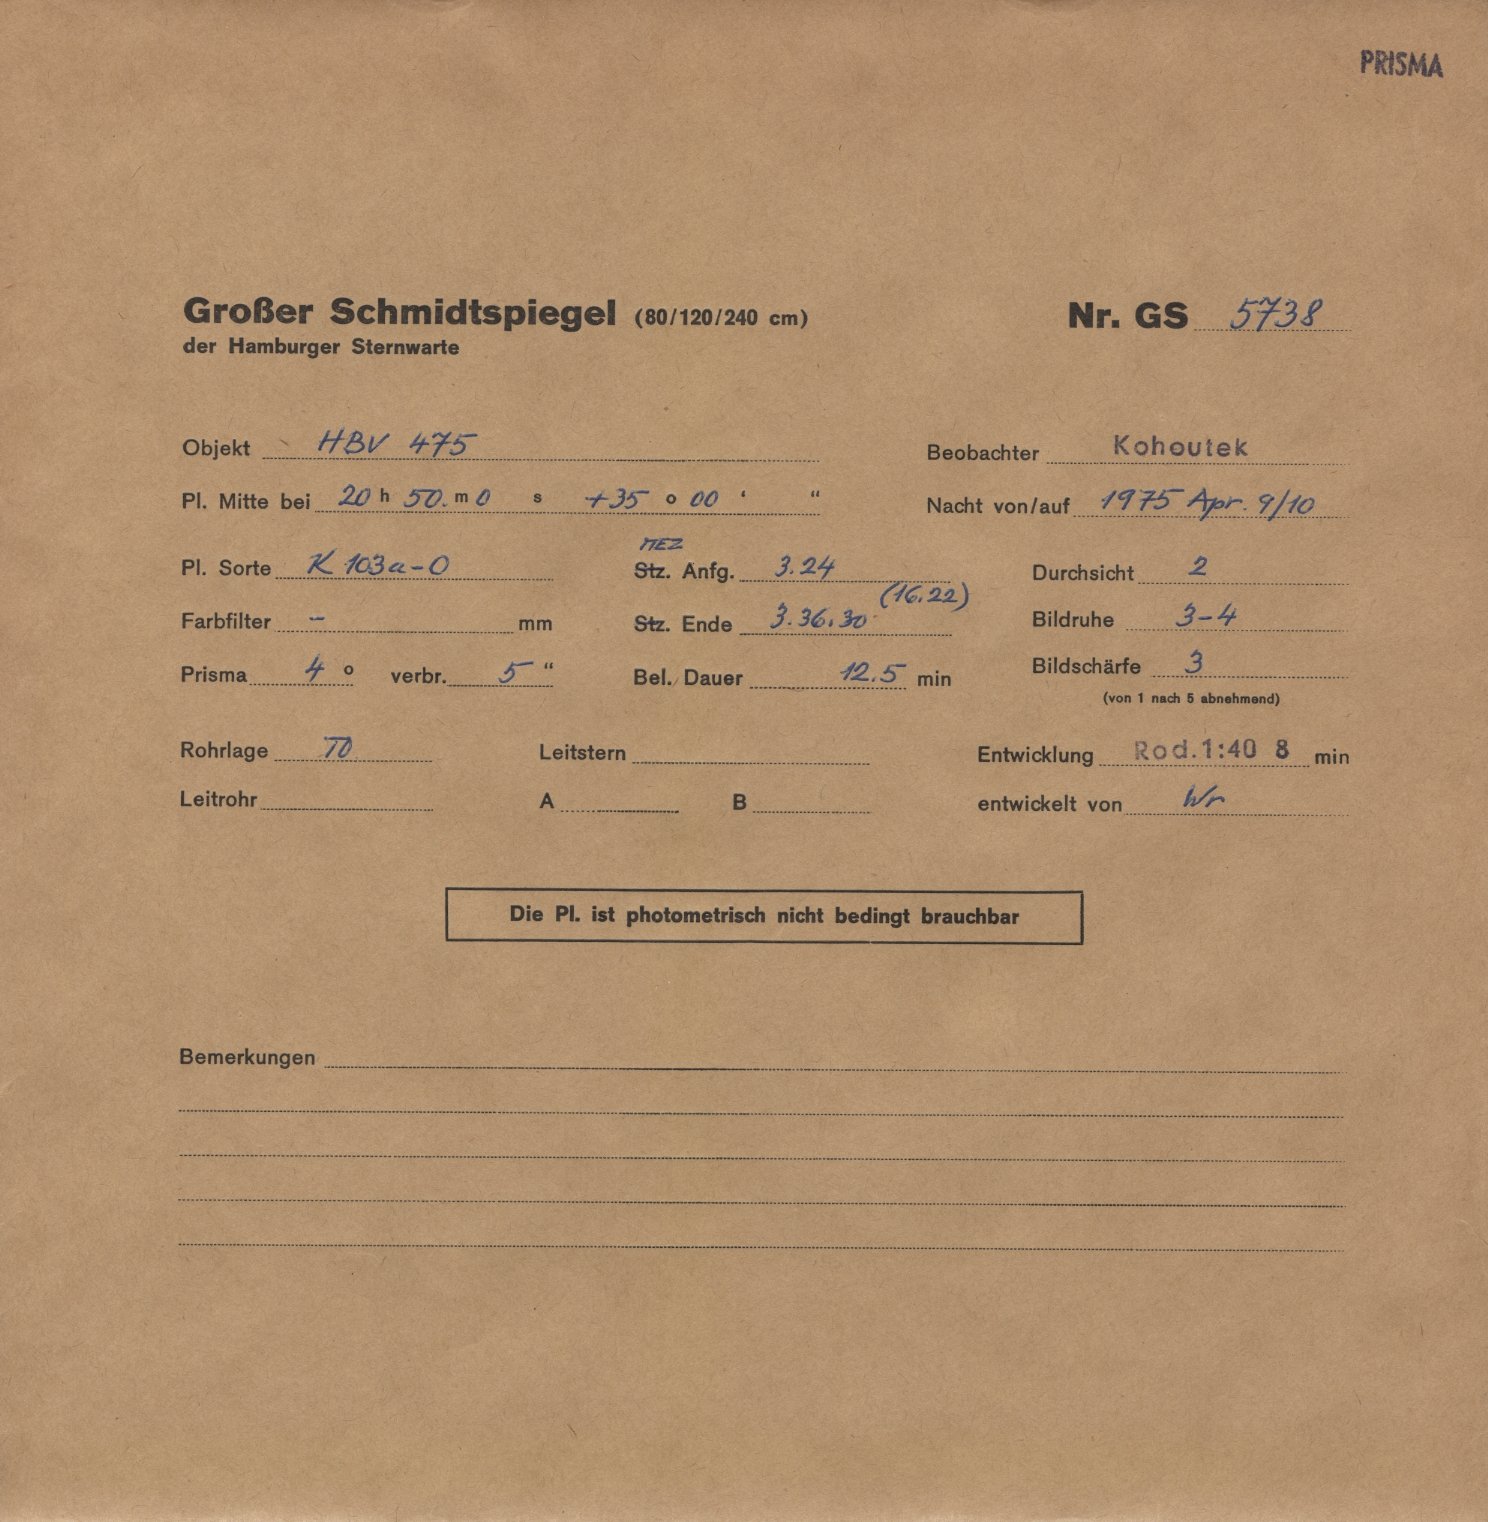 PRISMA
Großer Schmidtspiegel (80/120/240 cm) Nr. GS 5738
der Hamburger Sternwarte
Objekt HBV 475 Beobachter Kohoutek
Pl. Mitte bei 20 h 50. m 0 s +35 o 00 ' " Nacht von/auf 1975 Apr. 9/10
MEZ
Pl. Sorte K 103a-O Stz. Anfg. 3.24 Durchsicht 2
(16.22)
Farbfilter – mm Stz. Ende 3.36.30 Bildruhe 3-4
Prisma 4 o verbr. 5 " Bel. Dauer 12.5 min Bildschärfe 3
(von 1 nach 5 abnehmend)
Rohrlage TO Leitstern Entwicklung Rod.1:40 8 min
Leitrohr A B entwickelt von Wr
Die Pl. ist photometrisch nicht bedingt brauchbar
Bemerkungen